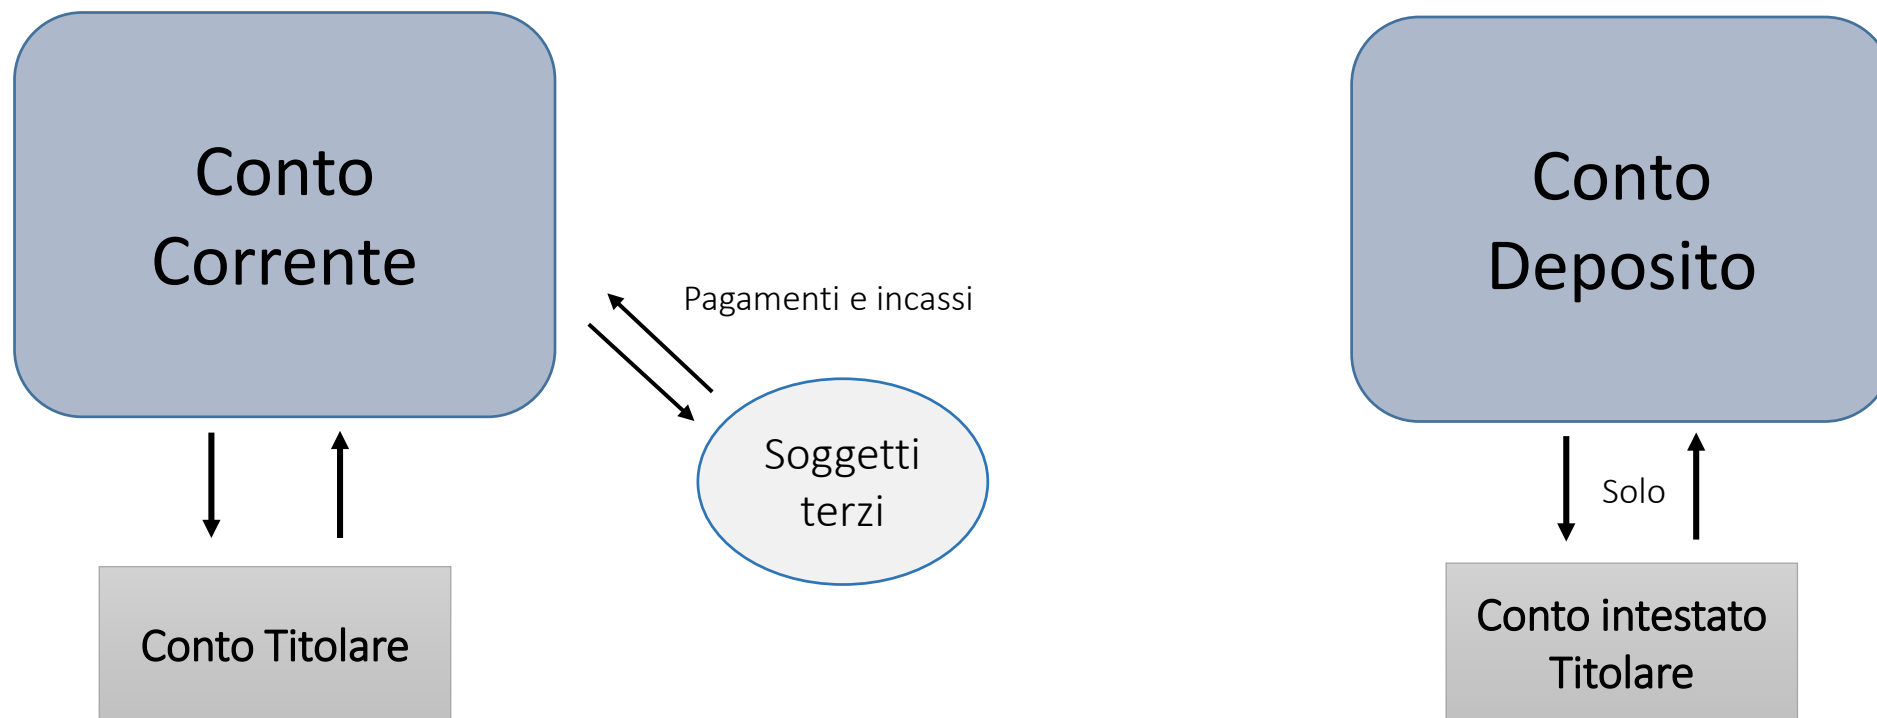 Conto
Corrente
Pagamenti e incassi
Soggetti
terzi
Conto Titolare
Conto
Deposito
Solo
Conto intestato
Titolare